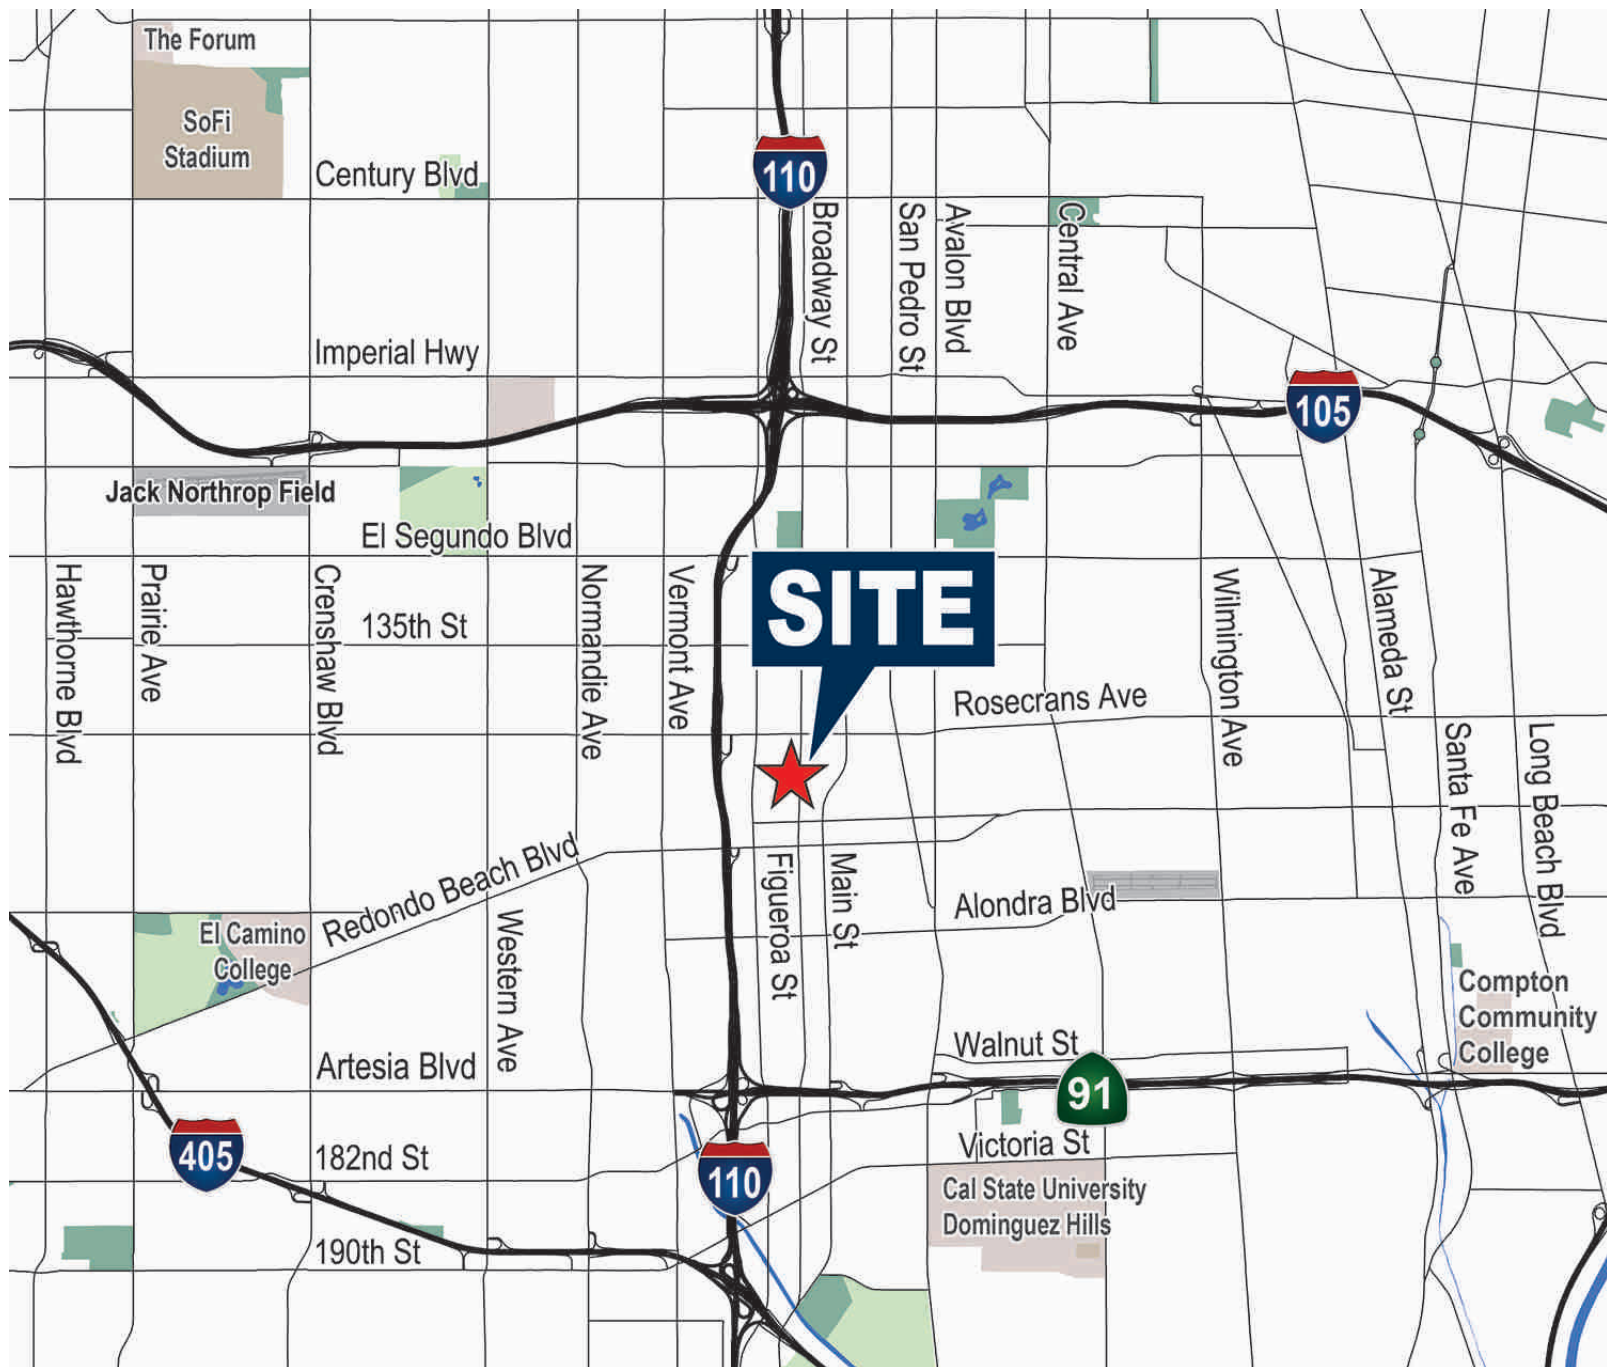 The Forum
SoFi
Stadium
Century Blvd
110
Broadway St
San Pedro St
Avalon Blvd
Central Ave
Imperial Hwy
105
Jack Northrop Field
El Segundo Blvd
Hawthorne Blvd
Prairie Ave
Crenshaw Blvd
135th St
Normandie Ave
Vermont Ave
SITE
Wilmington Ave
Alameda St
Rosecrans Ave
Santa Fe Ave
Long Beach Blvd
Redondo Beach Blvd
Figueroa St
Main St
Alondra Blvd
El Camino
College
Western Ave
Compton
Community
College
Walnut St
Artesia Blvd
91
405
182nd St
110
Victoria St
Cal State University
Dominguez Hills
190th St